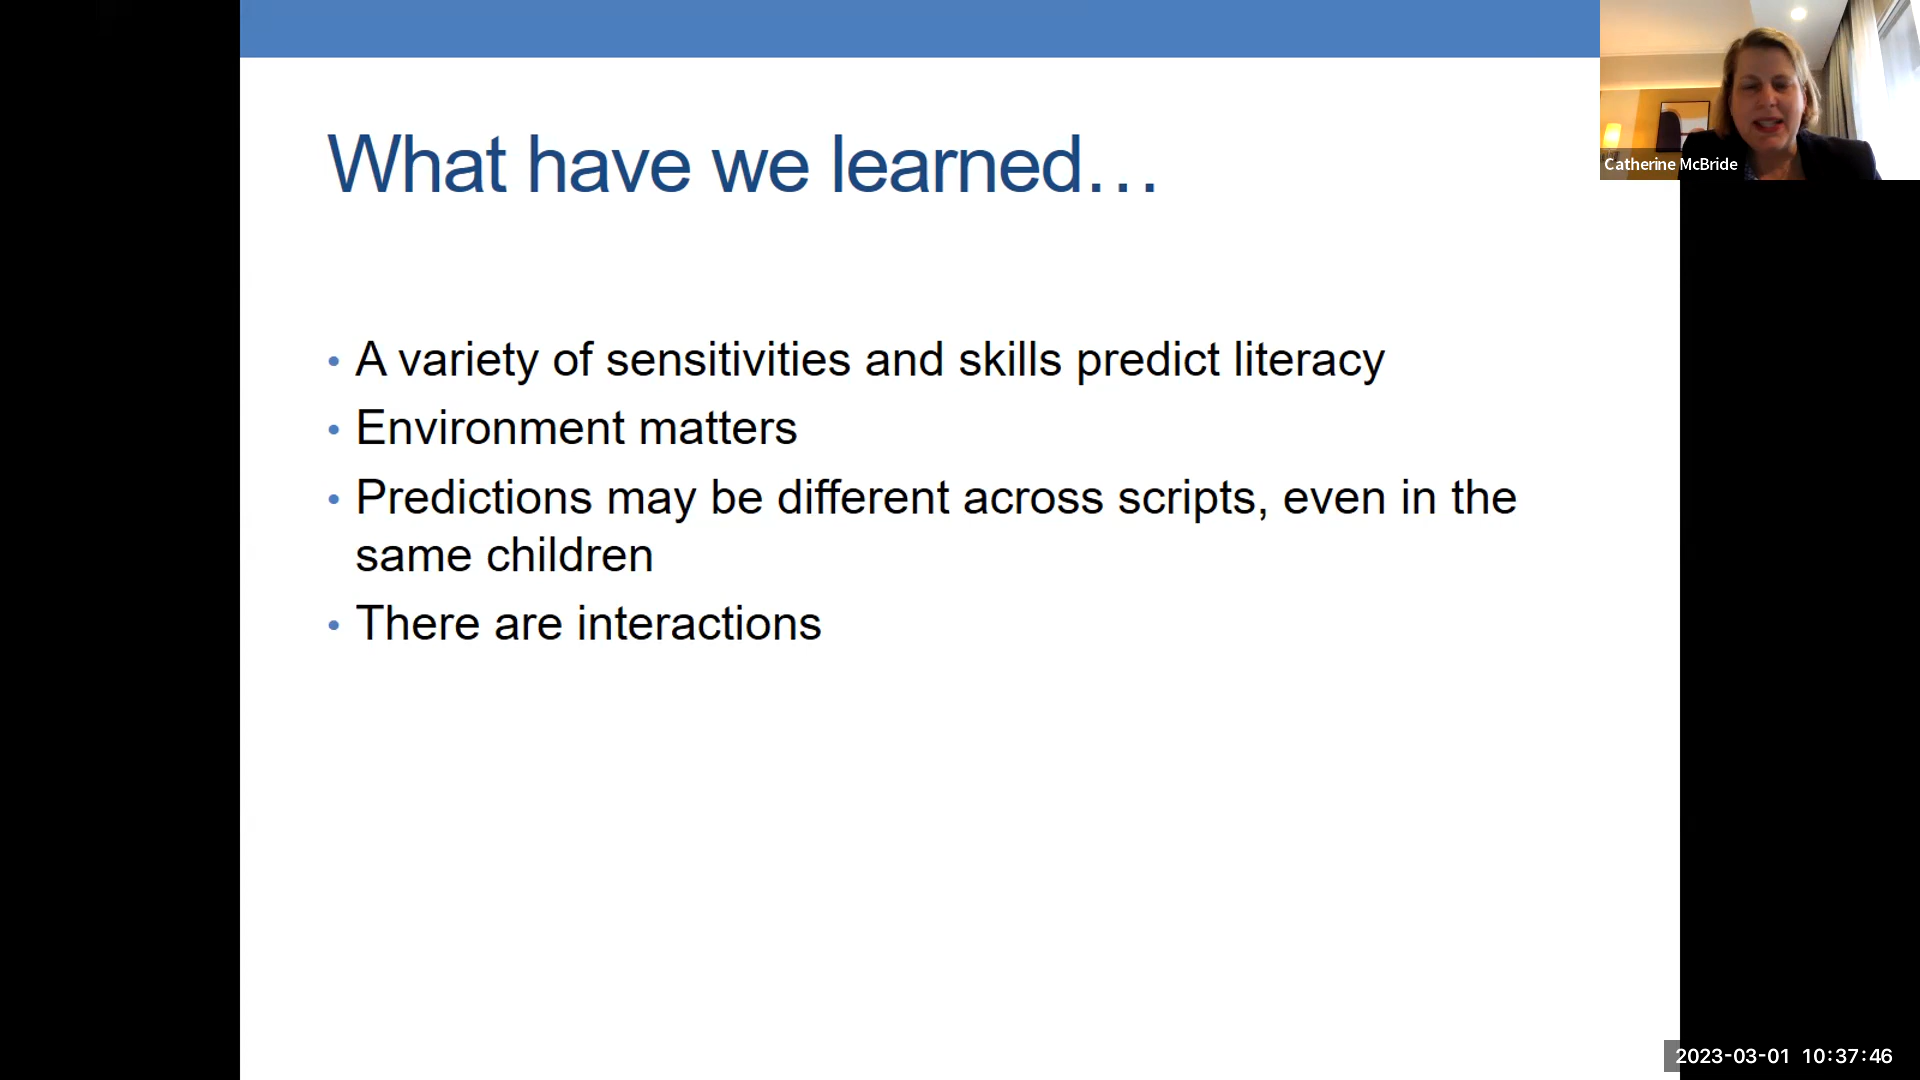 What have we learned…
• A variety of sensitivities and skills predict literacy
• Environment matters
• Predictions may be different across scripts, even in the
same children
• There are interactions
Catherine McBride
2023-03-01 10:37:46